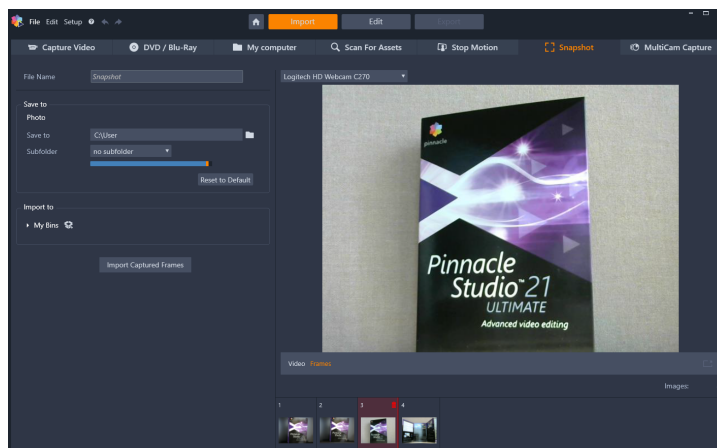 File Edit Setup
Import
Edit
Export
Capture Video
DVD / Blu-Ray
My computer
Scan For Assets
Stop Motion
Snapshot
MultiCam Capture
File Name
Snapshot
Logitech HD Webcam C270
Save to
Photo
Save to
C:\User
Subfolder
no subfolder
Reset to Default
Import to
My Bins
Import Captured Frames
pinnacle
Pinnacle
Studio™ 21
ULTIMATE
Advanced video editing
Video Frames
Images:
1 2 3 4